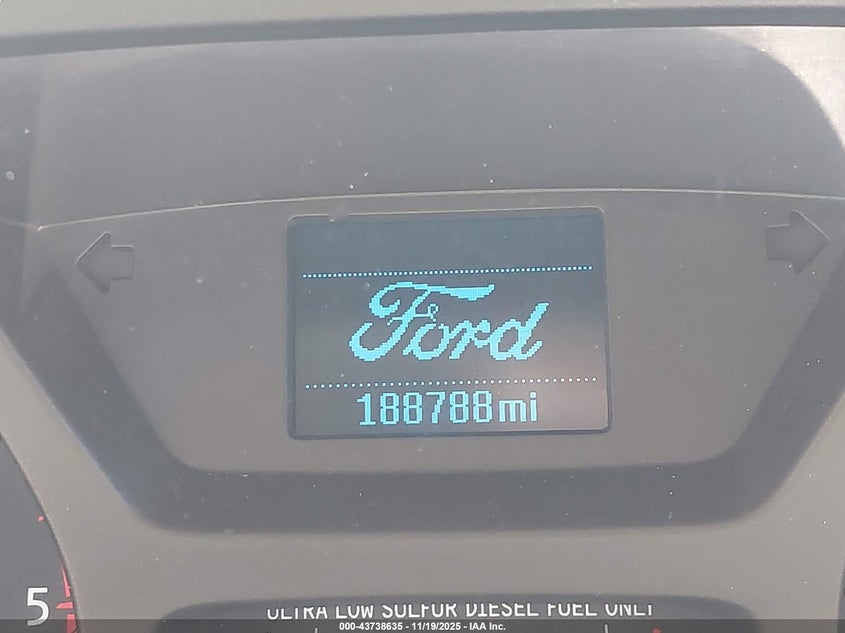 Ford
188788mi
5
ULTRA LOW SULFUR DIESEL FUEL ONLY
000-43738635 - 11/19/2025 - IAA Inc.